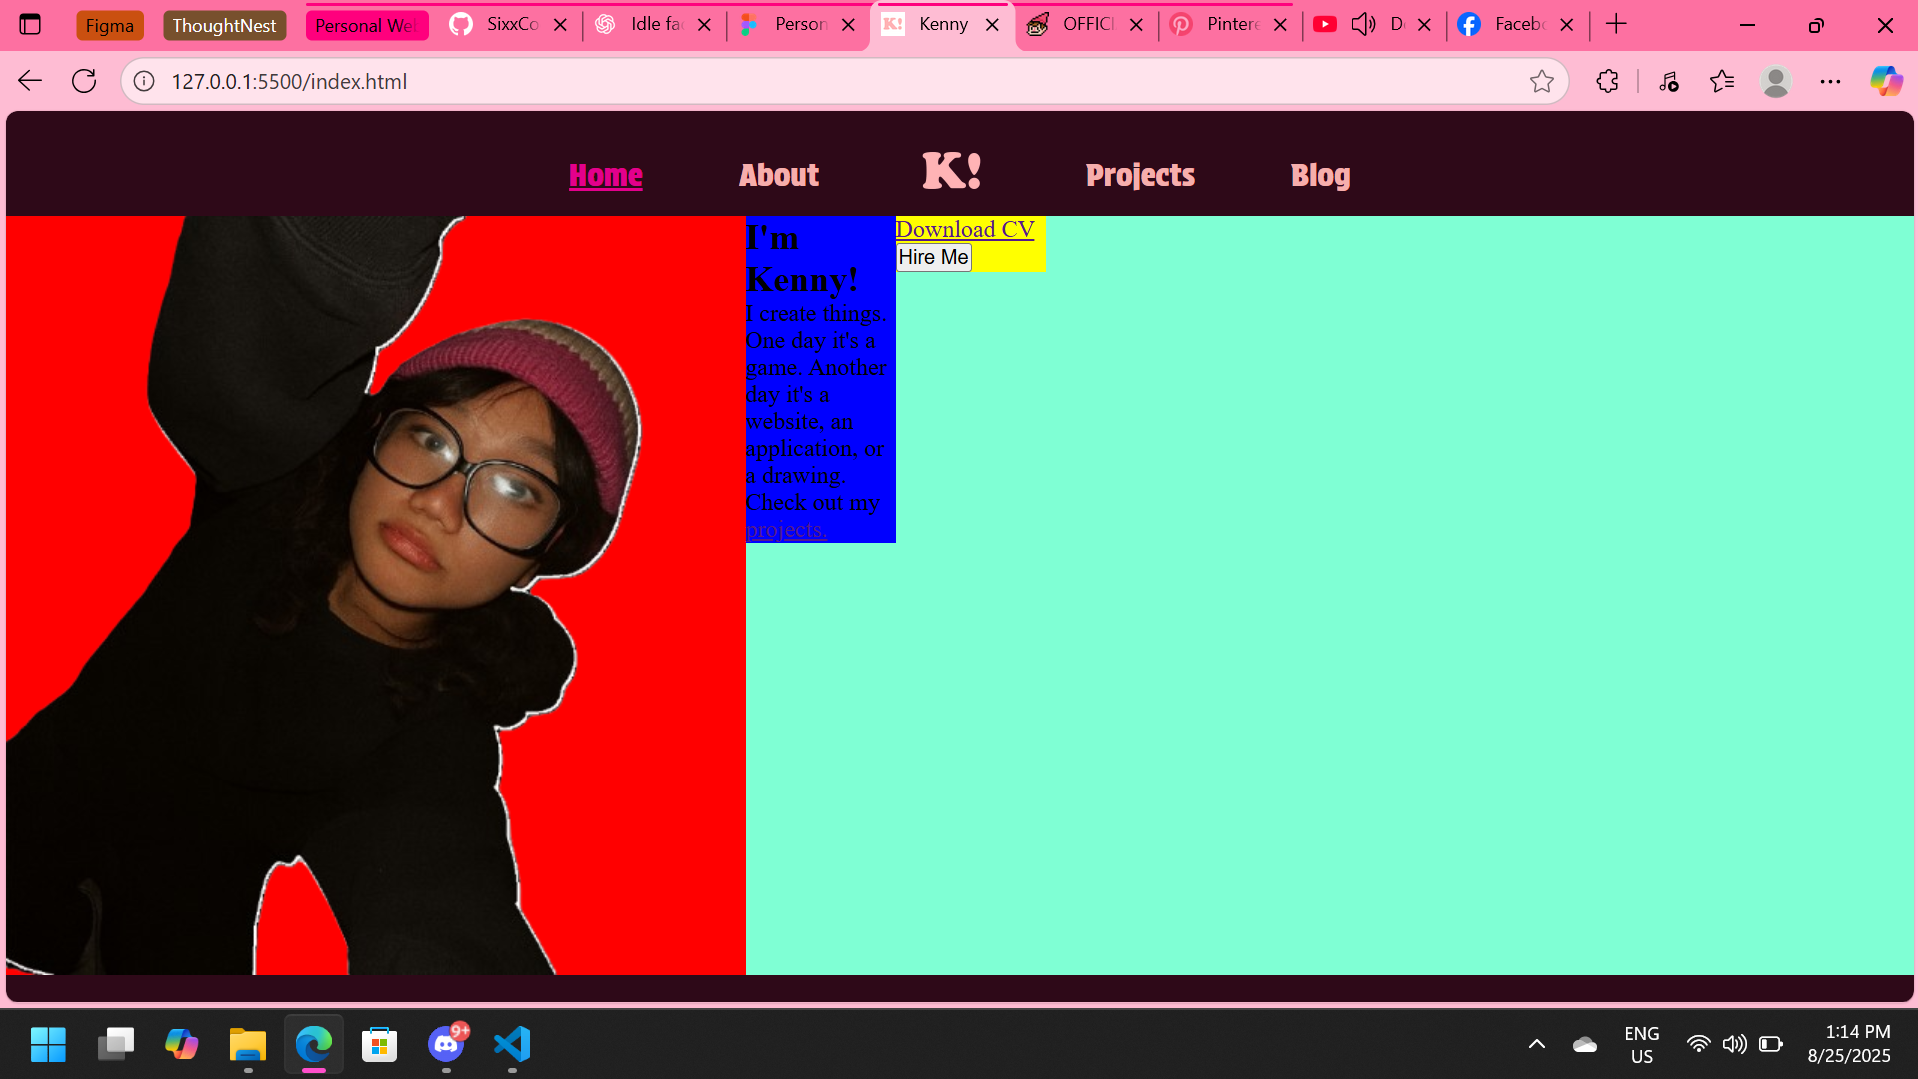 Figma
ThoughtNest
Personal Web
SixxCo
Idle fa
Person
K!
Kenny
OFFICI
Pintere
D
Facebo
127.0.0.1:5500/index.html
Home
About
K!
Projects
Blog
I'm
Kenny!
I create things.
One day it's a
game. Another
day it's a
website, an
application, or
a drawing.
Check out my
projects.
Download CV
Hire Me
9+
ENG
US
1:14 PM
8/25/2025